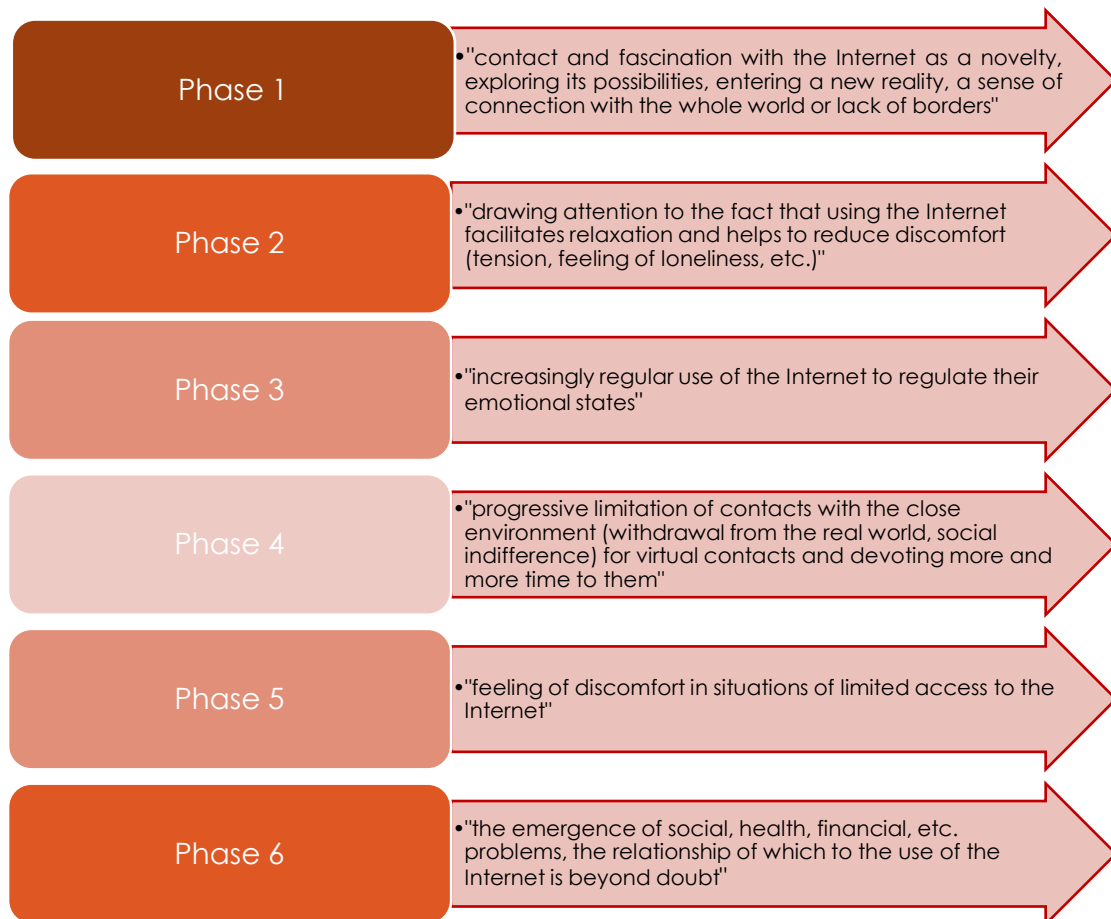 Phase 1
•"contact and fascination with the Internet as a novelty,
exploring its possibilities, entering a new reality, a sense of
connection with the whole world or lack of borders"
Phase 2
•"drawing attention to the fact that using the Internet
facilitates relaxation and helps to reduce discomfort
(tension, feeling of loneliness, etc.)"
Phase 3
•"increasingly regular use of the Internet to regulate their
emotional states"
Phase 4
•"progressive limitation of contacts with the close
environment (withdrawal from the real world, social
indifference) for virtual contacts and devoting more and
more time to them"
Phase 5
•"feeling of discomfort in situations of limited access to the
Internet"
Phase 6
•"the emergence of social, health, financial, etc.
problems, the relationship of which to the use of the
Internet is beyond doubt"